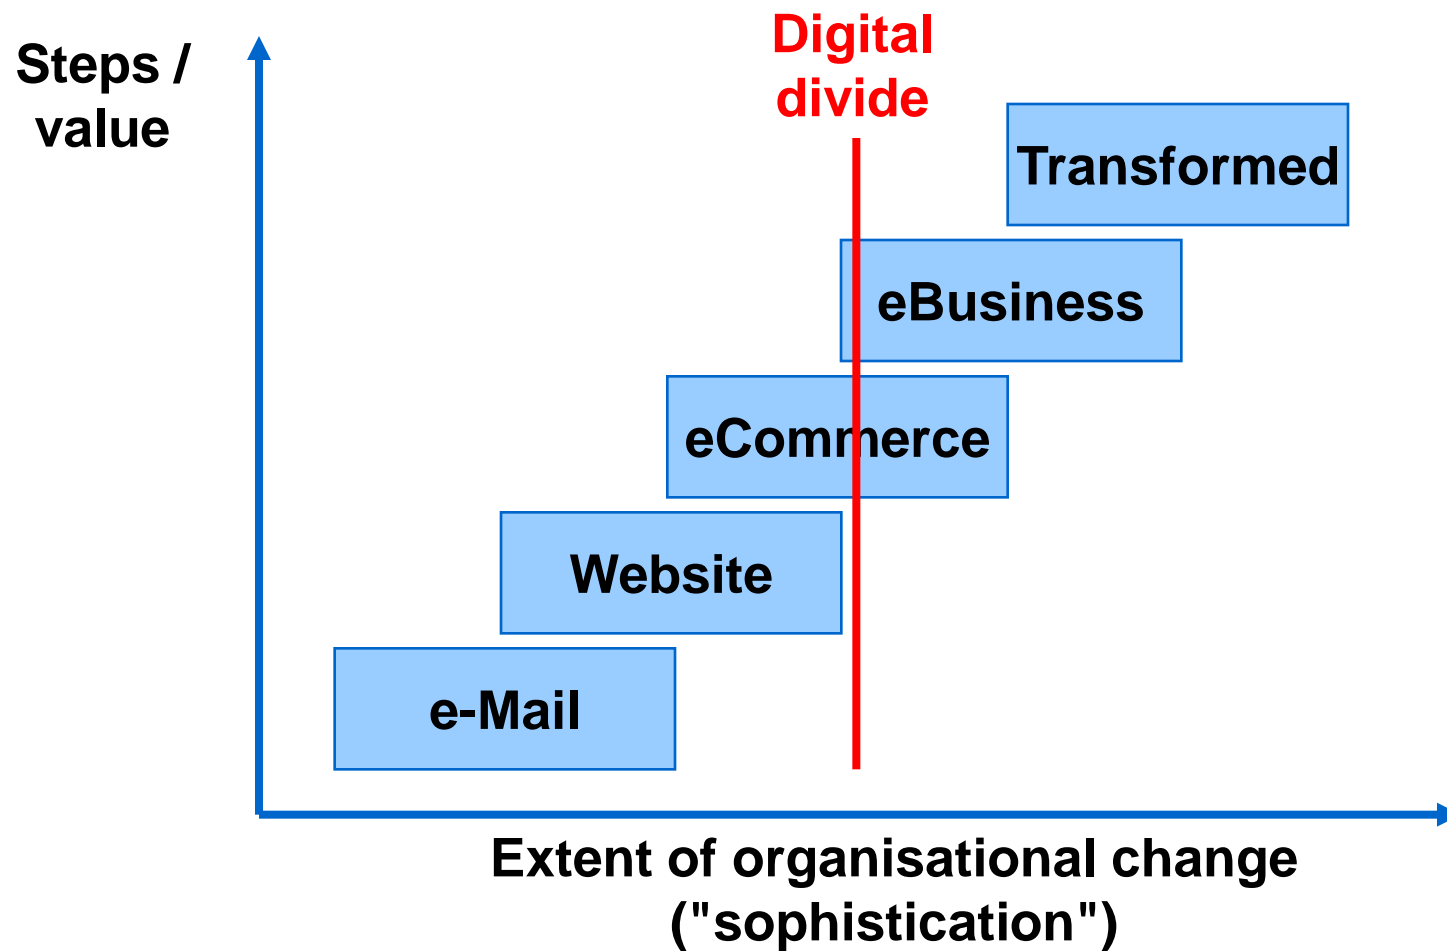 Digital
divide
Steps /
value
Transformed
eBusiness
eCommerce
Website
e-Mail
Extent of organisational change
("sophistication")